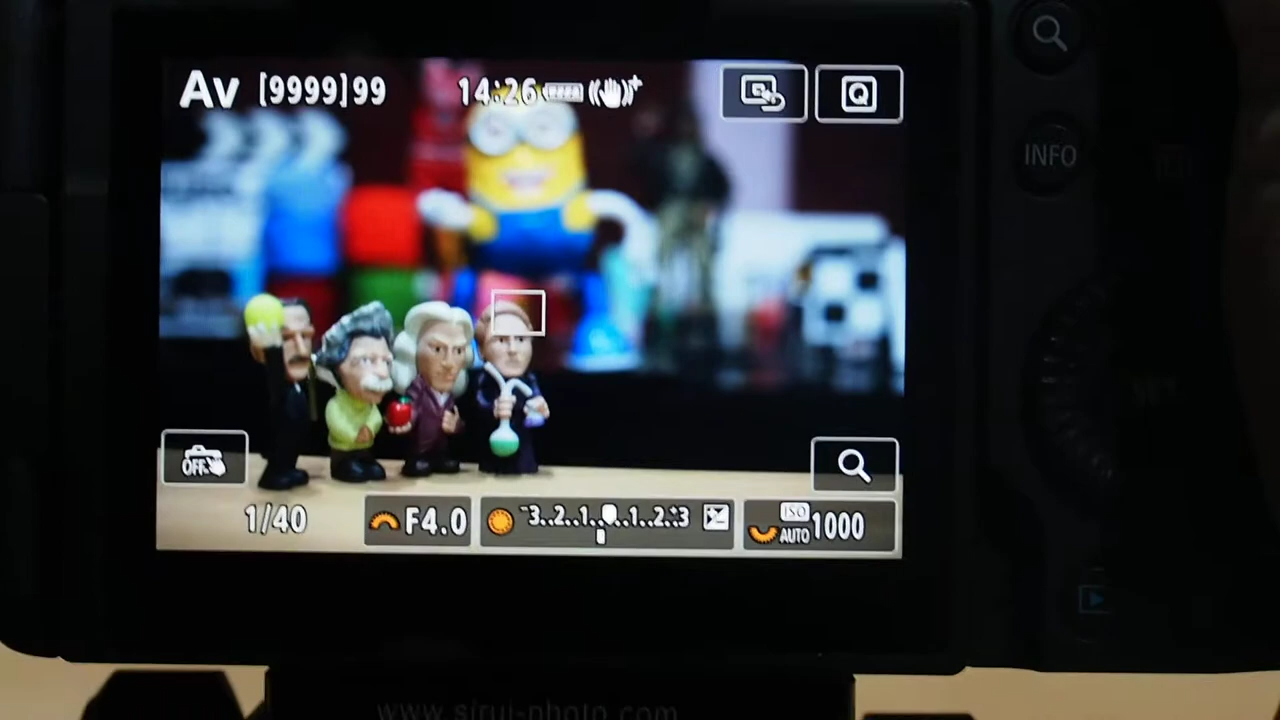 Av [9999]99 14:26
Q
INFO
OFF
1/40 F4.0 -3..2..1..0..1..2..+3 ISO AUTO 1000
www.sirui-photo.com